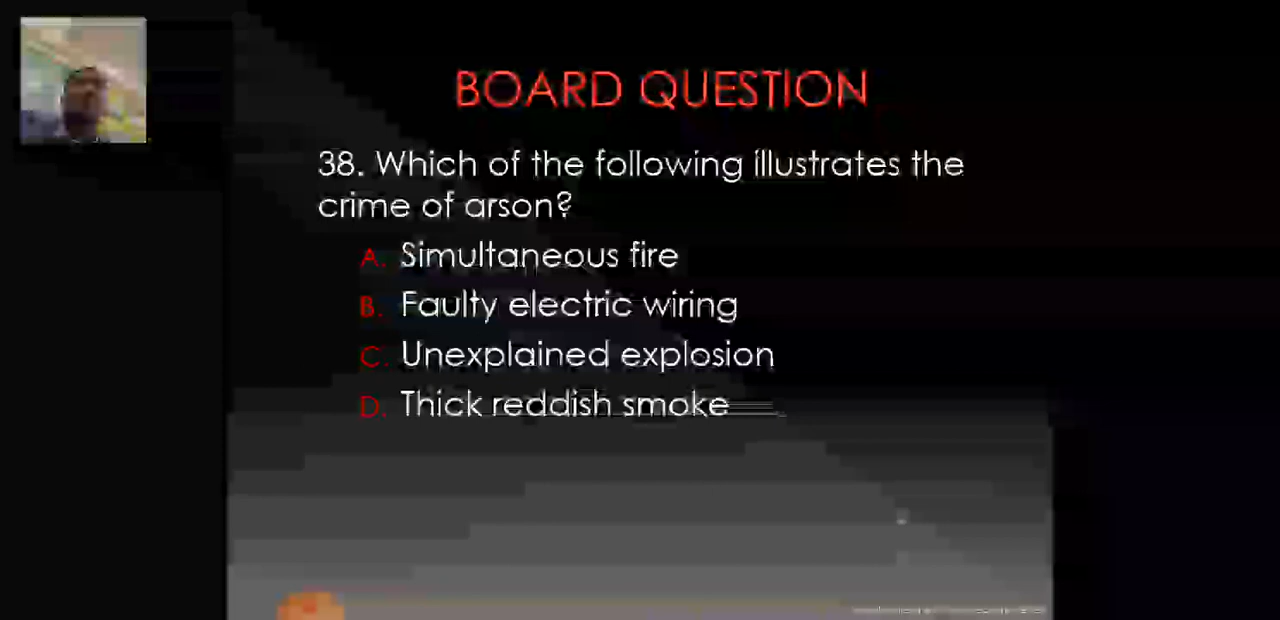 BOARD QUESTION
38. Which of the following illustrates the
crime of arson?
A. Simultaneous fire
B. Faulty electric wiring
C. Unexplained explosion
D. Thick reddish smoke